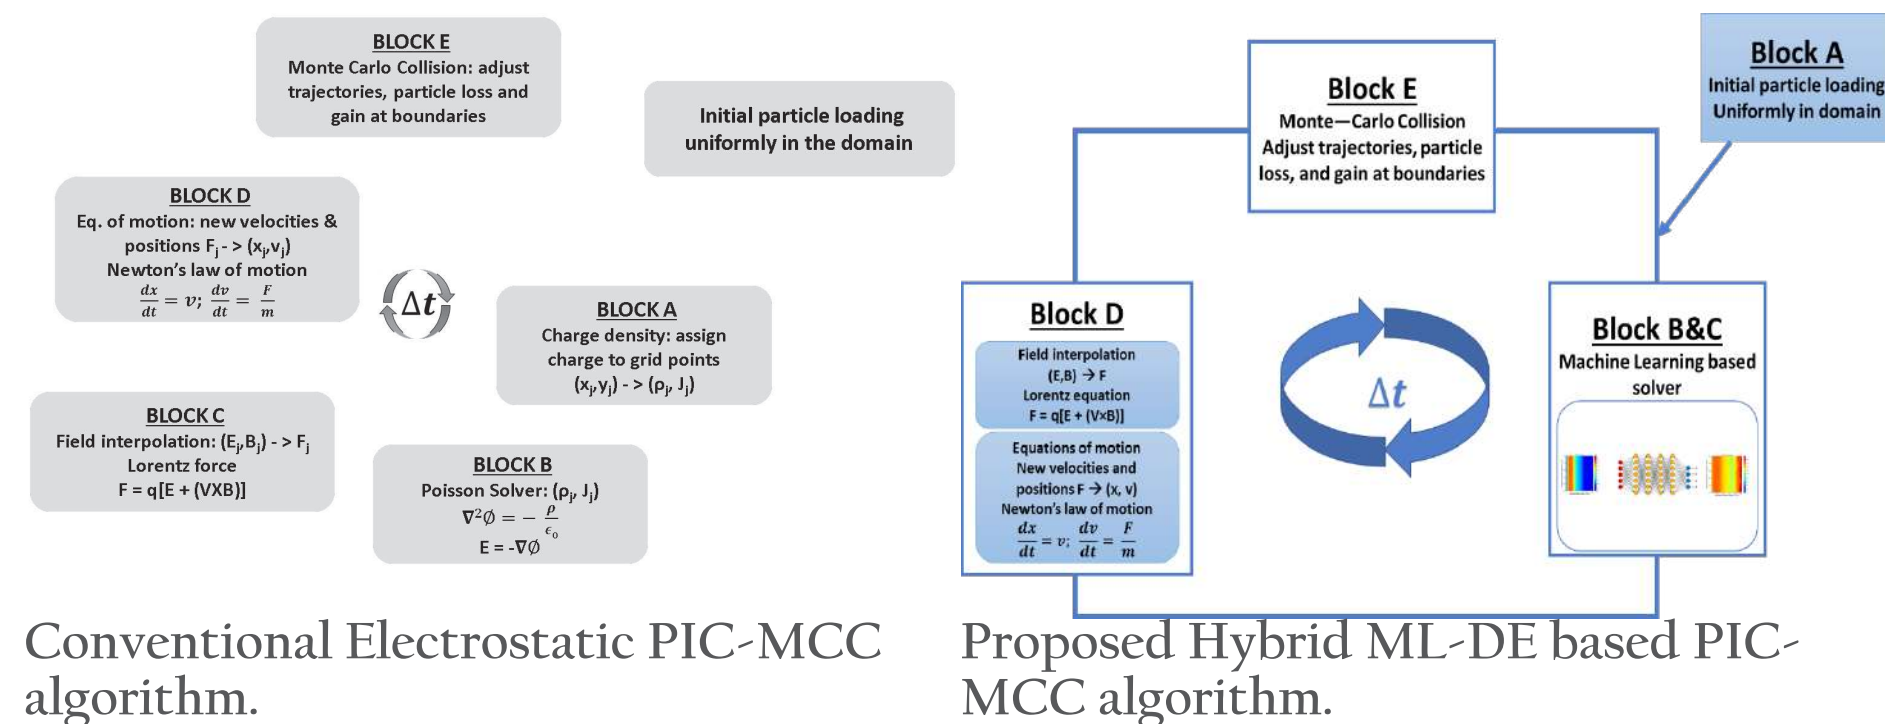 BLOCK E
Monte Carlo Collision: adjust
trajectories, particle loss and
gain at boundaries
Initial particle loading
uniformly in the domain
BLOCK D
Eq. of motion: new velocities &
positions Fj - > (xj,vj)
Newton's law of motion
dx/dt = v; dv/dt = F/m
Δt
BLOCK A
Charge density: assign
charge to grid points
(xj,yj) - > (ρj, Jj)
BLOCK C
Field interpolation: (Ej,Bj) - > Fj
Lorentz force
F = q[E + (VXB)]
BLOCK B
Poisson Solver: (ρj, Jj)
∇²∅ = − ρ/ϵ₀
E = -∇∅
Conventional Electrostatic PIC-MCC
algorithm.
Block A
Initial particle loading
Uniformly in domain
Block E
Monte—Carlo Collision
Adjust trajectories, particle
loss, and gain at boundaries
Block D
Field interpolation
(E,B) → F
Lorentz equation
F = q[E + (V×B)]
Equations of motion
New velocities and
positions F → (x, v)
Newton's law of motion
dx/dt = v; dv/dt = F/m
Δt
Block B&C
Machine Learning based
solver
Proposed Hybrid ML-DE based PIC-
MCC algorithm.